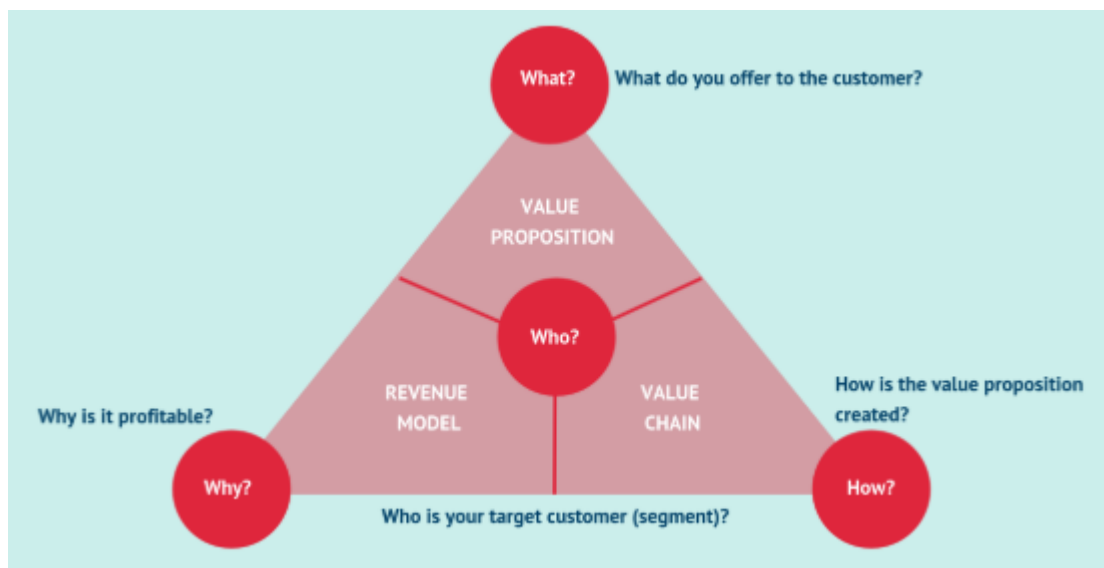 What?
What do you offer to the customer?
VALUE
PROPOSITION
Who?
REVENUE
MODEL
VALUE
CHAIN
Why is it profitable?
How is the value proposition
created?
Why?
How?
Who is your target customer (segment)?